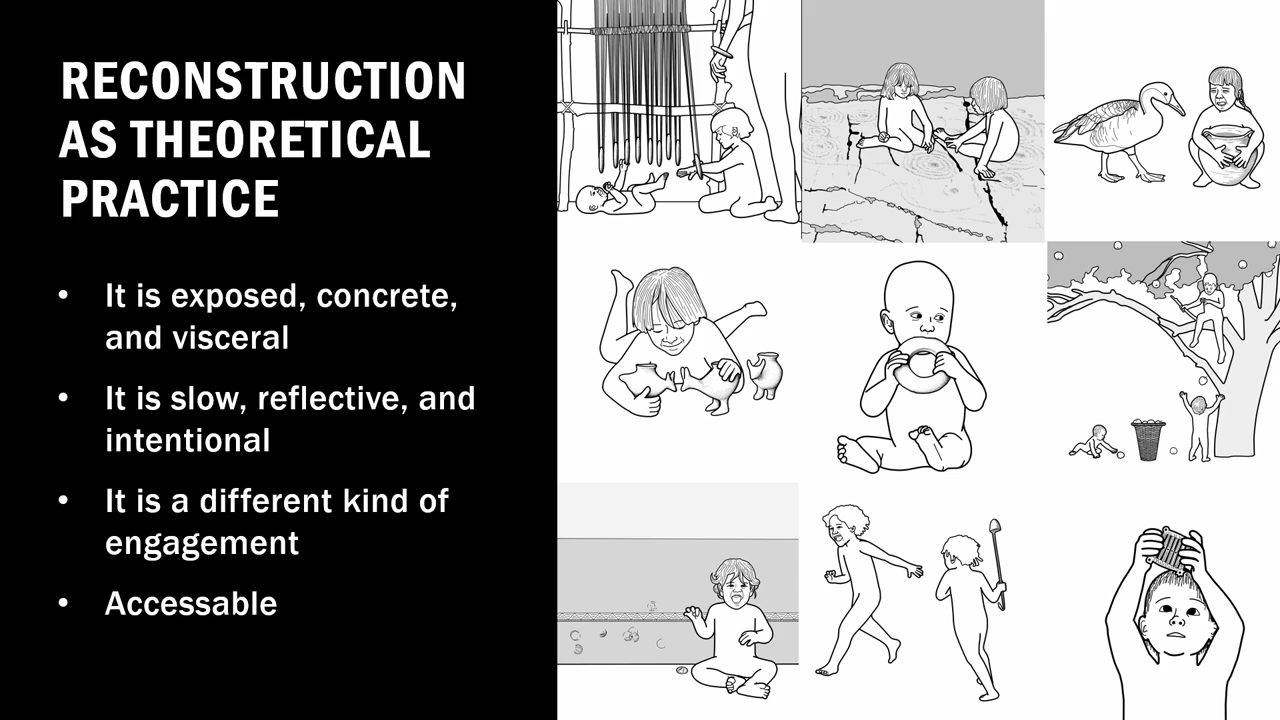 RECONSTRUCTION
AS THEORETICAL
PRACTICE
• It is exposed, concrete,
and visceral
• It is slow, reflective, and
intentional
• It is a different kind of
engagement
• Accessable